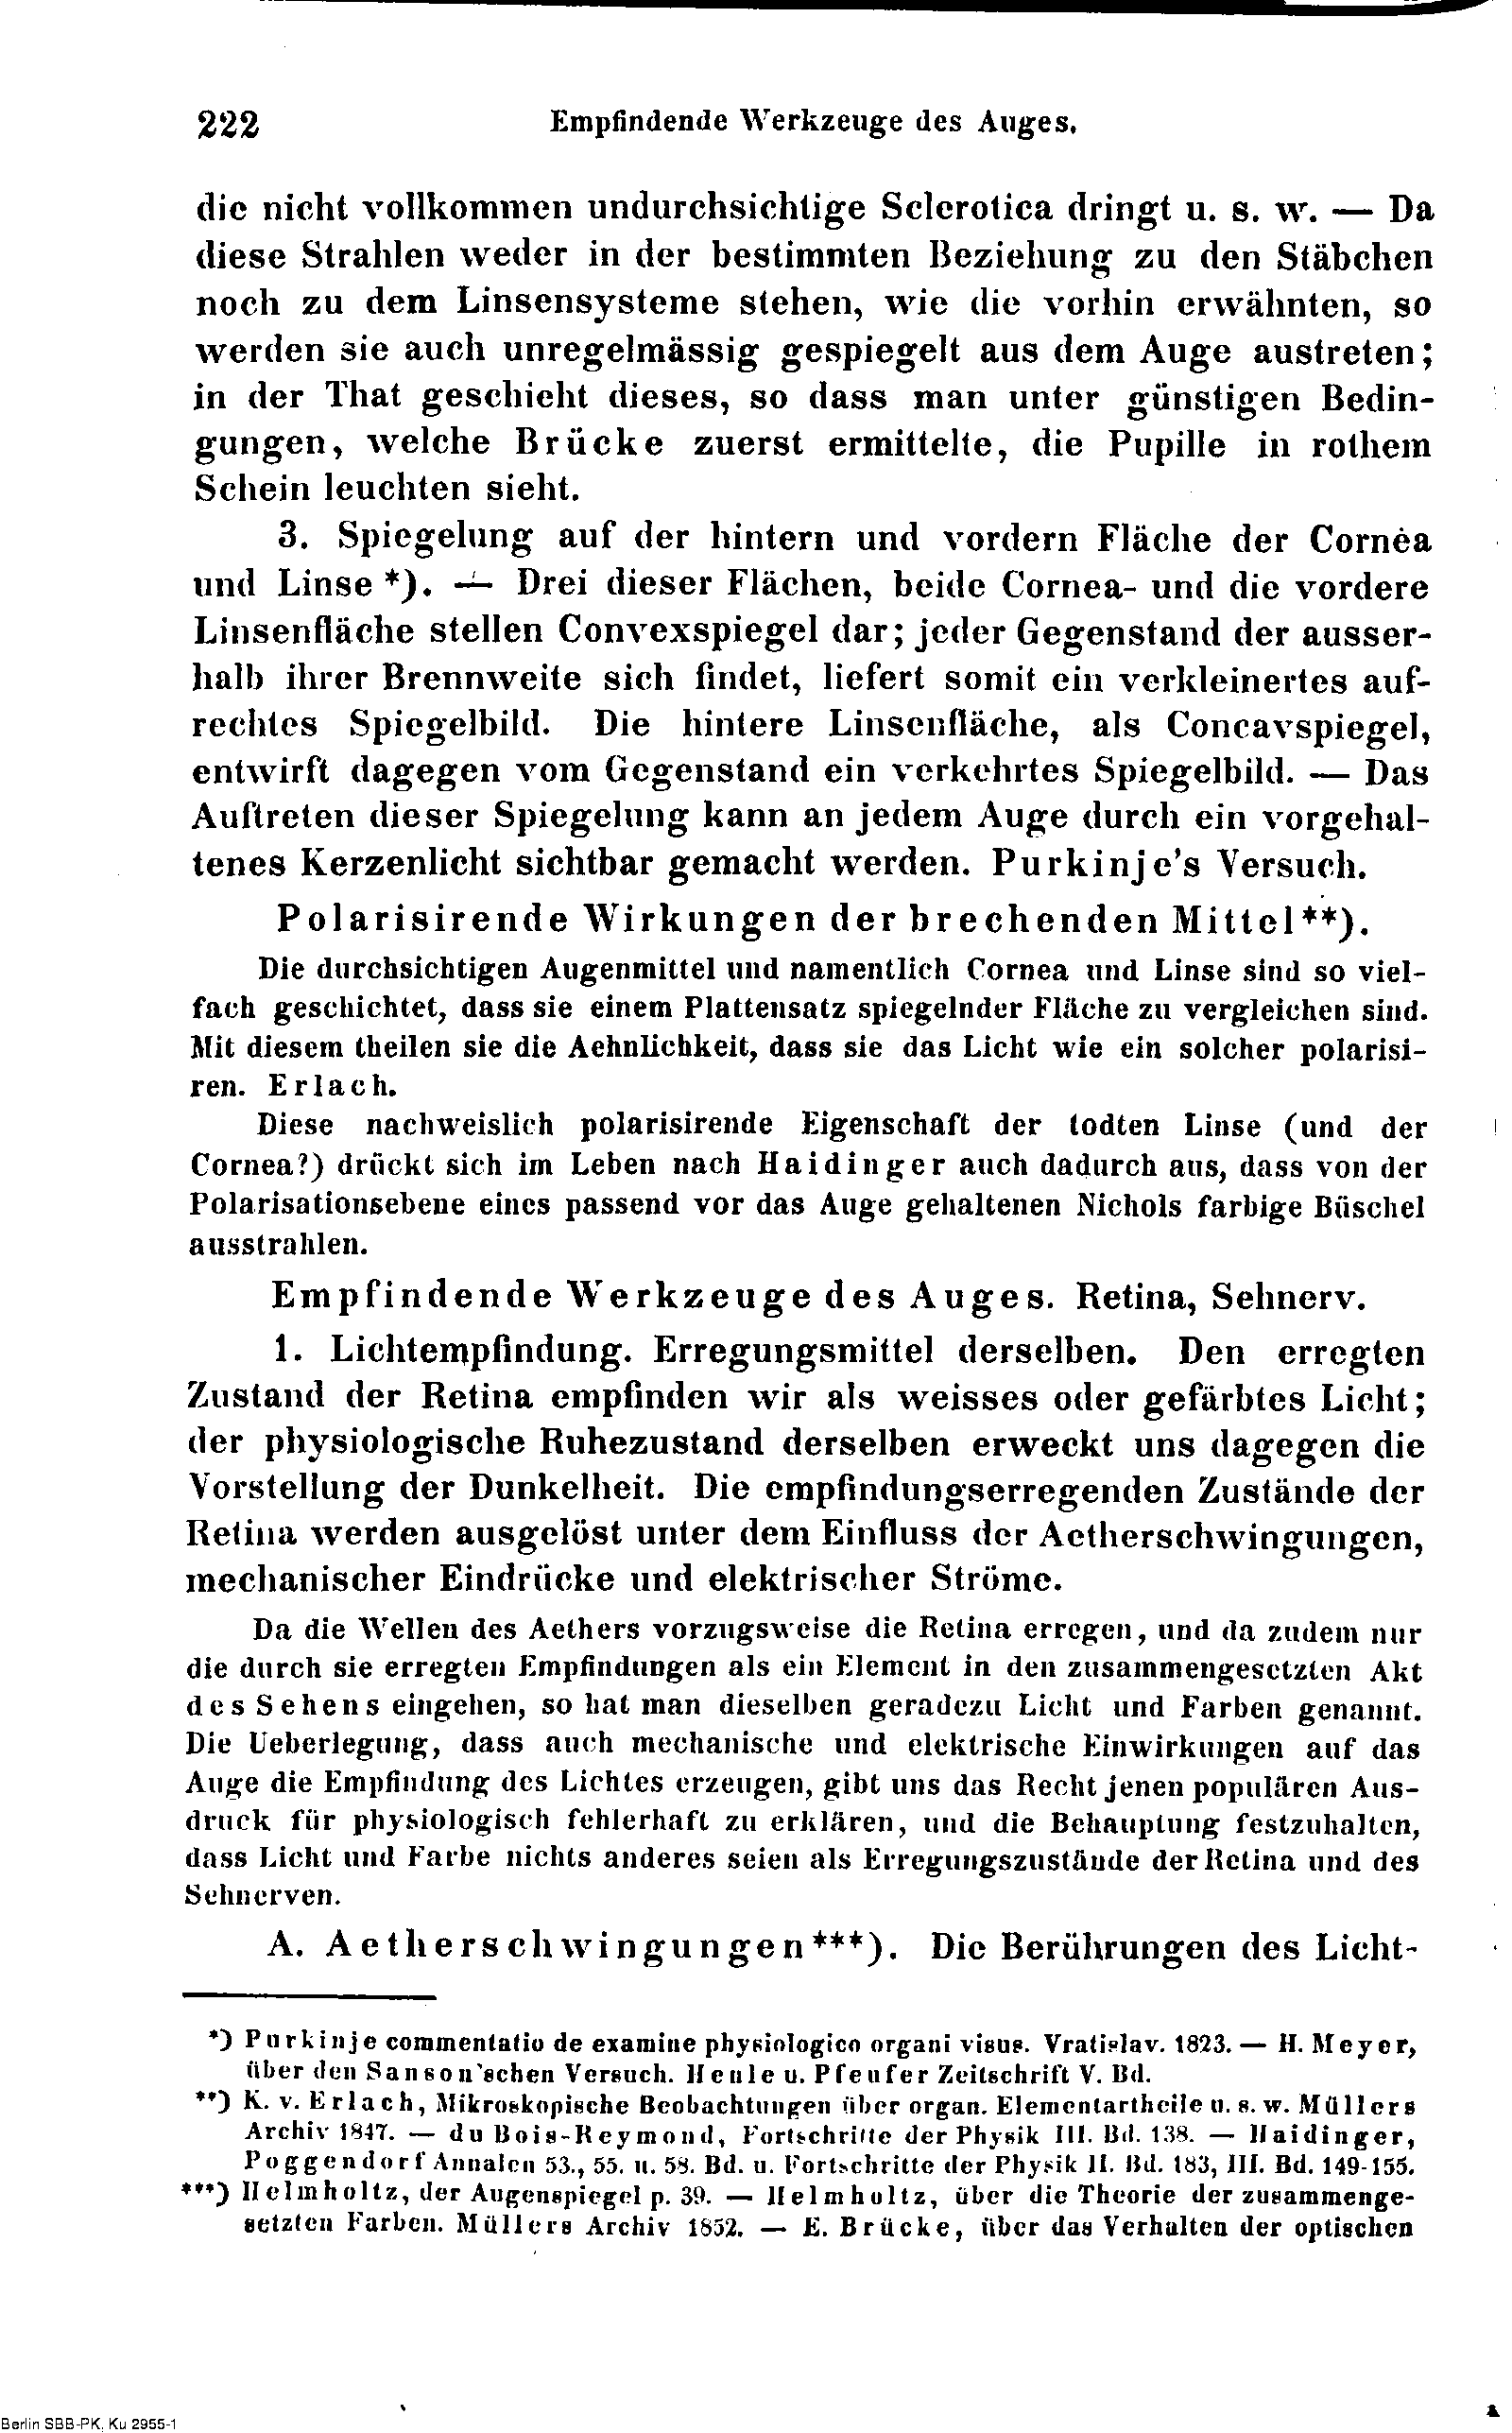 222 Empfindende Werkzeuge des Auges.
die nicht vollkommen undurchsichtige Sclerotica dringt u. s. w. — Da
diese Strahlen weder in der bestimmten Beziehung zu den Stäbchen
noch zu dem Linsensysteme stehen, wie die vorhin erwähnten, so
werden sie auch unregelmässig gespiegelt aus dem Auge austreten;
in der That geschieht dieses, so dass man unter günstigen Bedin-
gungen, welche Brücke zuerst ermittelte, die Pupille in rothem
Schein leuchten sieht.
3. Spiegelung auf der hintern und vordern Fläche der Cornea
und Linse *). — Drei dieser Flächen, beide Cornea- und die vordere
Linsenfläche stellen Convexspiegel dar; jeder Gegenstand der ausser-
halb ihrer Brennweite sich findet, liefert somit ein verkleinertes auf-
rechtes Spiegelbild. Die hintere Linsenfläche, als Concavspiegel,
entwirft dagegen vom Gegenstand ein verkehrtes Spiegelbild. — Das
Auftreten dieser Spiegelung kann an jedem Auge durch ein vorgehal-
tenes Kerzenlicht sichtbar gemacht werden. Purkinje's Versuch.
Polarisirende Wirkungen der brechenden Mittel**).
Die durchsichtigen Augenmittel und namentlich Cornea und Linse sind so viel-
fach geschichtet, dass sie einem Plattensatz spiegelnder Fläche zu vergleichen sind.
Mit diesem theilen sie die Aehnlichkeit, dass sie das Licht wie ein solcher polarisi-
ren. Erlach.
Diese nachweislich polarisirende Eigenschaft der todten Linse (und der
Cornea?) drückt sich im Leben nach Haidinger auch dadurch aus, dass von der
Polarisationsebene eines passend vor das Auge gehaltenen Nichols farbige Büschel
ausstrahlen.
Empfindende Werkzeuge des Auges. Retina, Sehnerv.
1. Lichtempfindung. Erregungsmittel derselben. Den erregten
Zustand der Retina empfinden wir als weisses oder gefärbtes Licht;
der physiologische Ruhezustand derselben erweckt uns dagegen die
Vorstellung der Dunkelheit. Die empfindungserregenden Zustände der
Retina werden ausgelöst unter dem Einfluss der Aetherschwingungen,
mechanischer Eindrücke und elektrischer Ströme.
Da die Wellen des Aethers vorzugsweise die Retina erregen, und da zudem nur
die durch sie erregten Empfindungen als ein Element in den zusammengesetzten Akt
des Sehens eingehen, so hat man dieselben geradezu Licht und Farben genannt.
Die Ueberlegung, dass auch mechanische und elektrische Einwirkungen auf das
Auge die Empfindung des Lichtes erzeugen, gibt uns das Recht jenen populären Aus-
druck für physiologisch fehlerhaft zu erklären, und die Behauptung festzuhalten,
dass Licht und Farbe nichts anderes seien als Erregungszustände der Retina und des
Sehnerven.
A. Aetherschwingungen***). Die Berührungen des Licht-
*) Purkinje commentatio de examine physiologico organi visus. Vratislav. 1823. — H. Meyer,
über den Sanson'schen Versuch. Henle u. Pfeufer Zeitschrift V. Bd.
**) K. v. Erlach, Mikroskopische Beobachtungen über organ. Elementartheile u. s. w. Müllers
Archiv 1847. — du Bois-Reymond, Fortschritte der Physik III. Bd. 138. — Haidinger,
Poggendorf Annalen 53., 55. u. 58. Bd. u. Fortschritte der Physik II. Bd. 183, III. Bd. 149-155.
***) Helmholtz, der Augenspiegel p. 39. — Helmholtz, über die Theorie der zusammenge-
setzten Farben. Müllers Archiv 1852. — E. Brücke, über das Verhalten der optischen
Berlin SBB-PK, Ku 2955-1